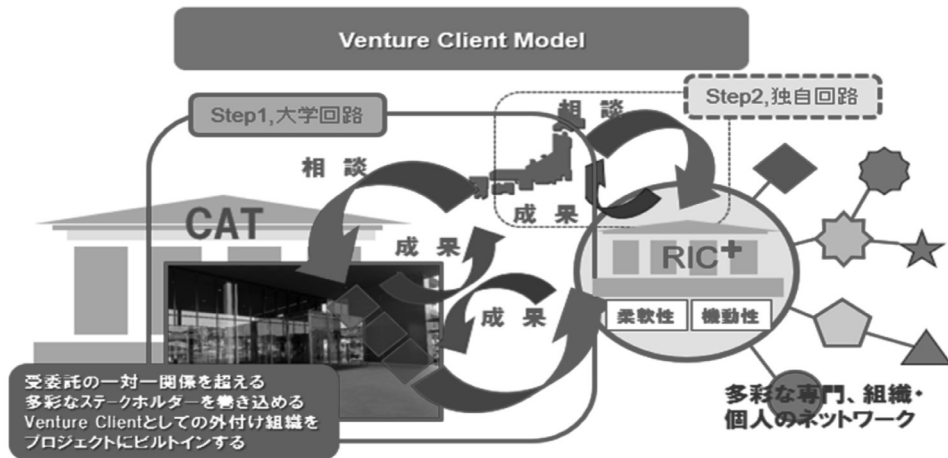 Venture Client Model
Step1,大学回路
Step2,独自回路
相 談
相 談
成 果
CAT
成 果
RIC+
成 果
柔軟性
機動性
受委託の一対一関係を超える
多彩なステークホルダーを巻き込める
Venture Clientとしての外付け組織を
プロジェクトにビルトインする
多彩な専門、組織・
個人のネットワーク